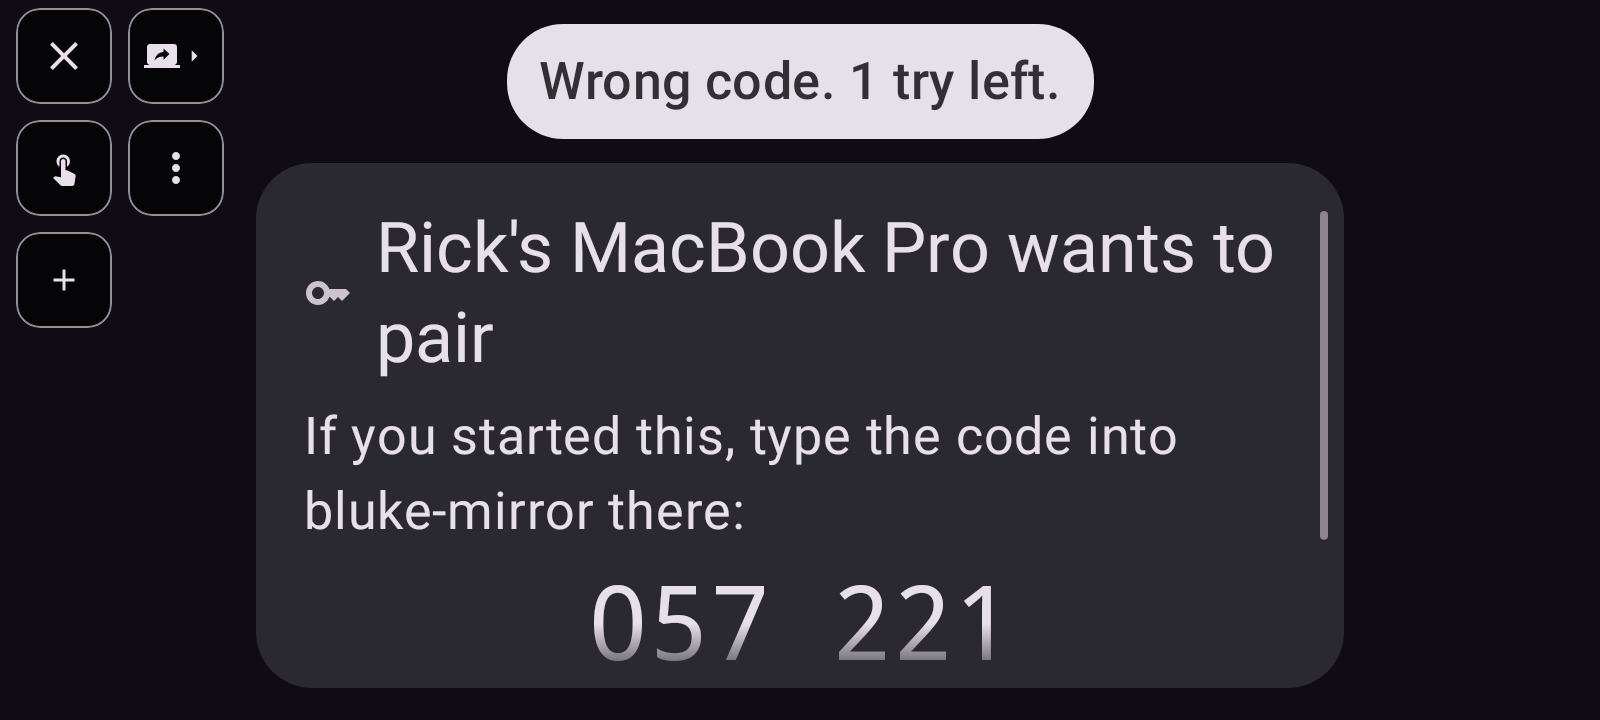 Wrong code. 1 try left.
Rick's MacBook Pro wants to
pair
If you started this, type the code into
bluke-mirror there:
057 221